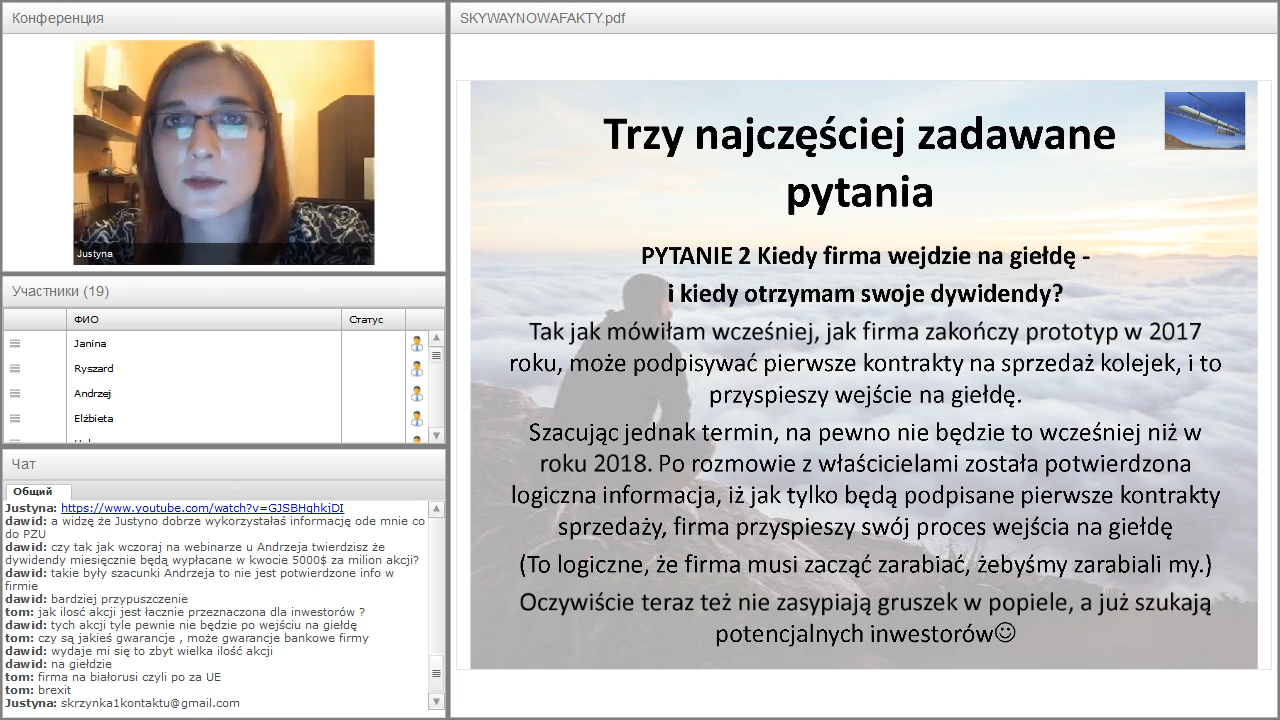 Конференция
Justyna
Участники (19)
ФИО
Статус
Janina
Ryszard
Andrzej
Elżbieta
Чат
Общий
Justyna: https://www.youtube.com/watch?v=GJSBHqhkjDI
dawid: a widzę że Justyno dobrze wykorzystałaś informację ode mnie co
do PZU
dawid: czy tak jak wczoraj na webinarze u Andrzeja twierdzisz że
dywidendy miesięcznie będą wypłacane w kwocie 5000$ za milion akcji?
dawid: takie były szacunki Andrzeja to nie jest potwierdzone info w
firmie
dawid: bardziej przypuszczenie
tom: jak ilosć akcji jest łacznie przeznaczona dla inwestorów ?
dawid: tych akcji tyle pewnie nie będzie po wejściu na giełdę
tom: czy są jakieś gwarancje , może gwarancje bankowe firmy
dawid: wydaje mi się to zbyt wielka ilość akcji
dawid: na giełdzie
tom: firma na białorusi czyli po za UE
tom: brexit
Justyna: skrzynka1kontaktu@gmail.com
SKYWAYNOWAFAKTY.pdf
Trzy najczęściej zadawane
pytania
PYTANIE 2 Kiedy firma wejdzie na giełdę -
i kiedy otrzymam swoje dywidendy?
Tak jak mówiłam wcześniej, jak firma zakończy prototyp w 2017
roku, może podpisywać pierwsze kontrakty na sprzedaż kolejek, i to
przyspieszy wejście na giełdę.
Szacując jednak termin, na pewno nie będzie to wcześniej niż w
roku 2018. Po rozmowie z właścicielami została potwierdzona
logiczna informacja, iż jak tylko będą podpisane pierwsze kontrakty
sprzedaży, firma przyspieszy swój proces wejścia na giełdę
(To logiczne, że firma musi zacząć zarabiać, żebyśmy zarabiali my.)
Oczywiście teraz też nie zasypiają gruszek w popiele, a już szukają
potencjalnych inwestorów☺